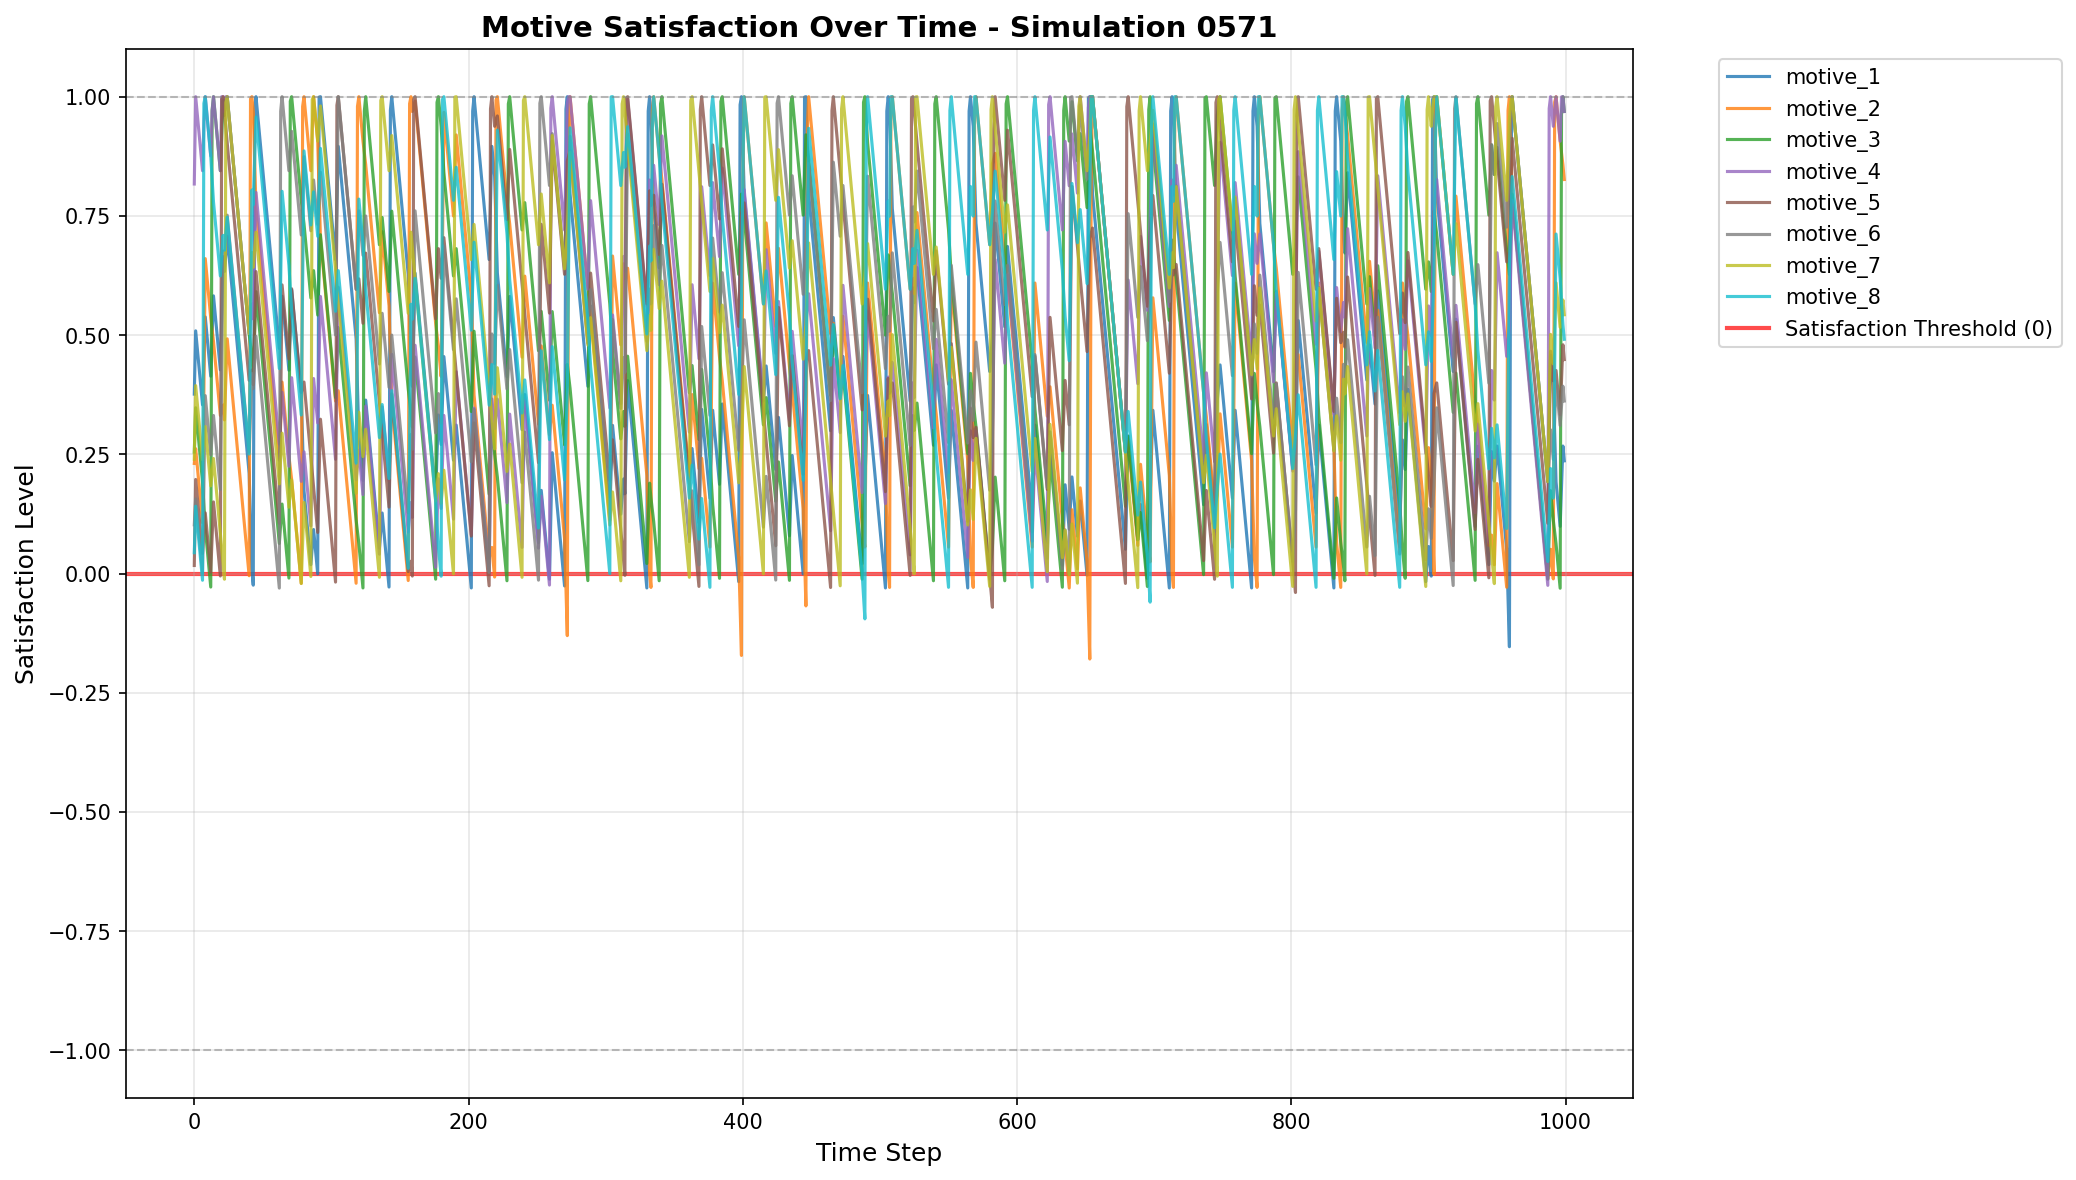 Motive Satisfaction Over Time - Simulation 0571
Satisfaction Level
1.00
0.75
0.50
0.25
0.00
−0.25
−0.50
−0.75
−1.00
0
200
400
600
800
1000
Time Step
motive_1
motive_2
motive_3
motive_4
motive_5
motive_6
motive_7
motive_8
Satisfaction Threshold (0)